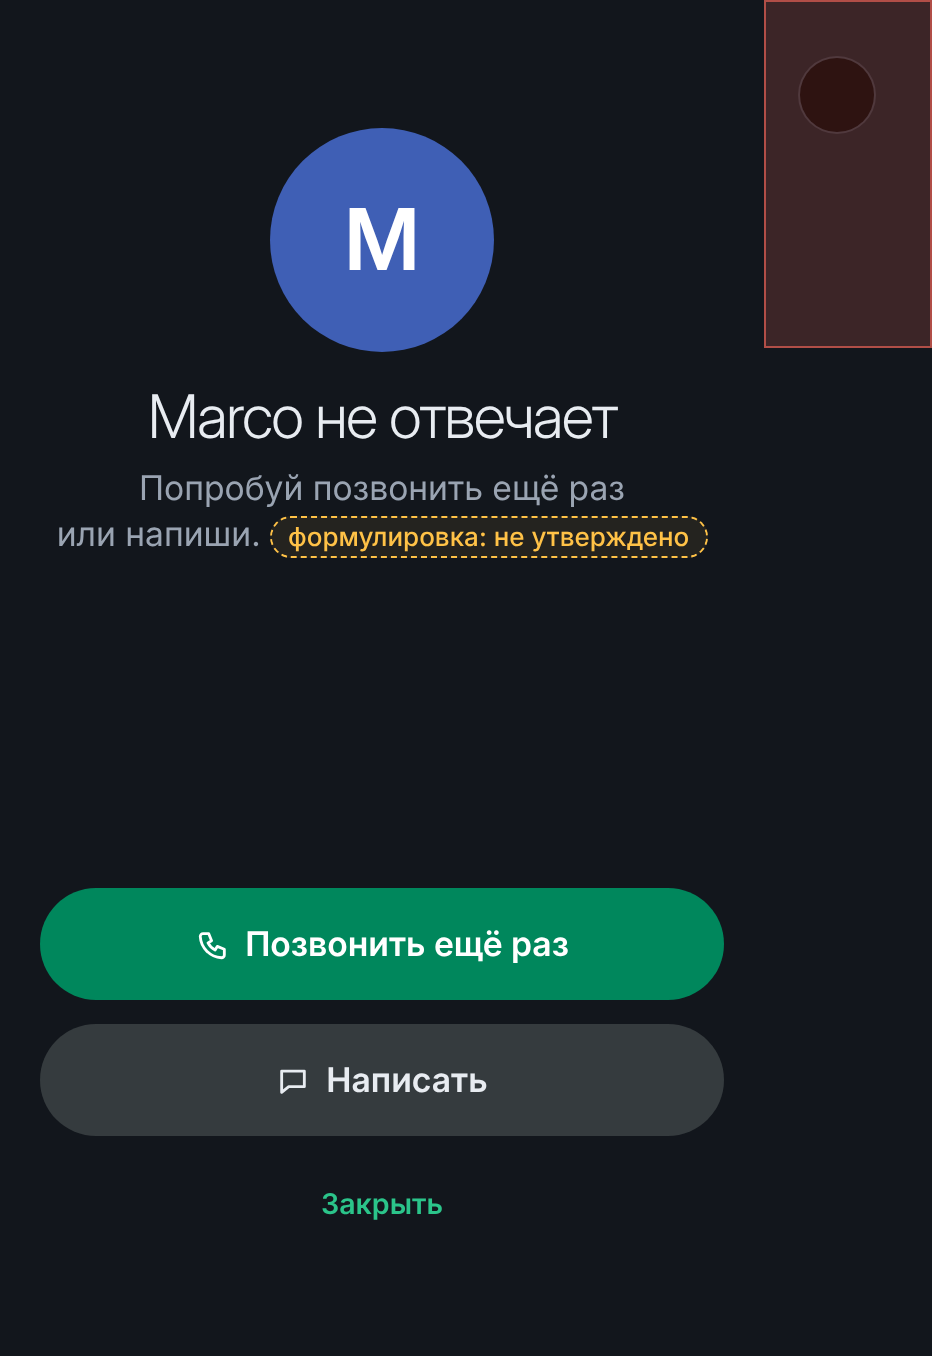 M
Marco не отвечает
Попробуй позвонить ещё раз
или напиши. формулировка: не утверждено
Позвонить ещё раз
Написать
Закрыть